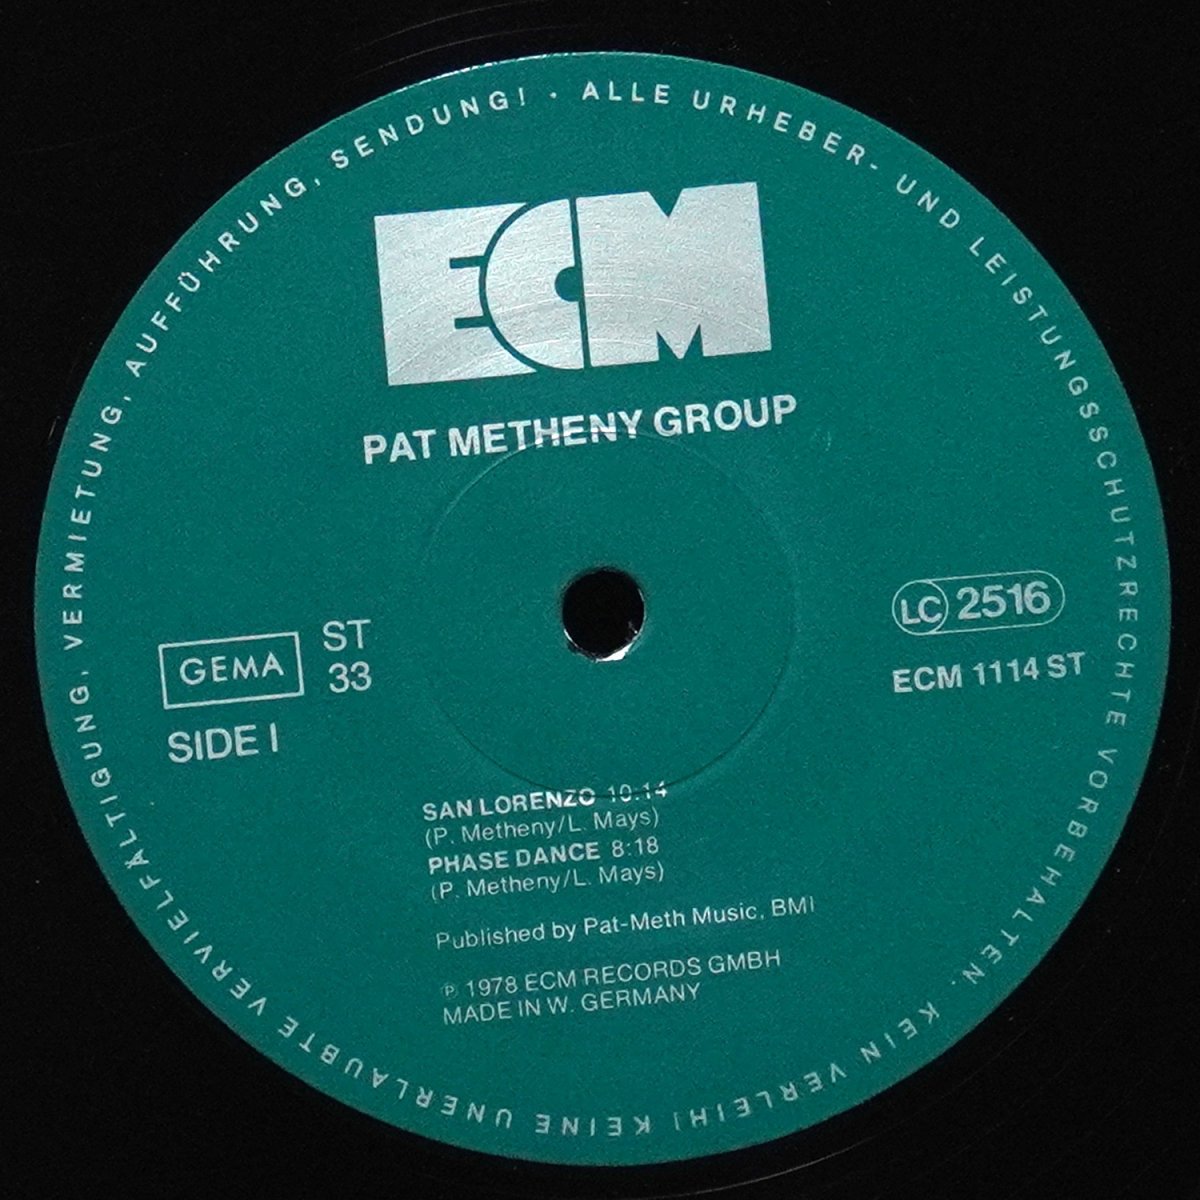 ALLE URHEBER- UND LEISTUNGSSCHUTZRECHTE VORBEHALTEN. KEIN VERLEIH! KEINE UNERLAUBTE VERVIELFÄLTIGUNG, VERMIETUNG, AUFFÜHRUNG, SENDUNG! ·
ECM
PAT METHENY GROUP
LC 2516
ECM 1114 ST
GEMA
ST
33
SIDE I
SAN LORENZO 10:14
(P. Metheny/L. Mays)
PHASE DANCE 8:18
(P. Metheny/L. Mays)
Published by Pat-Meth Music, BMI
℗ 1978 ECM RECORDS GMBH
MADE IN W. GERMANY